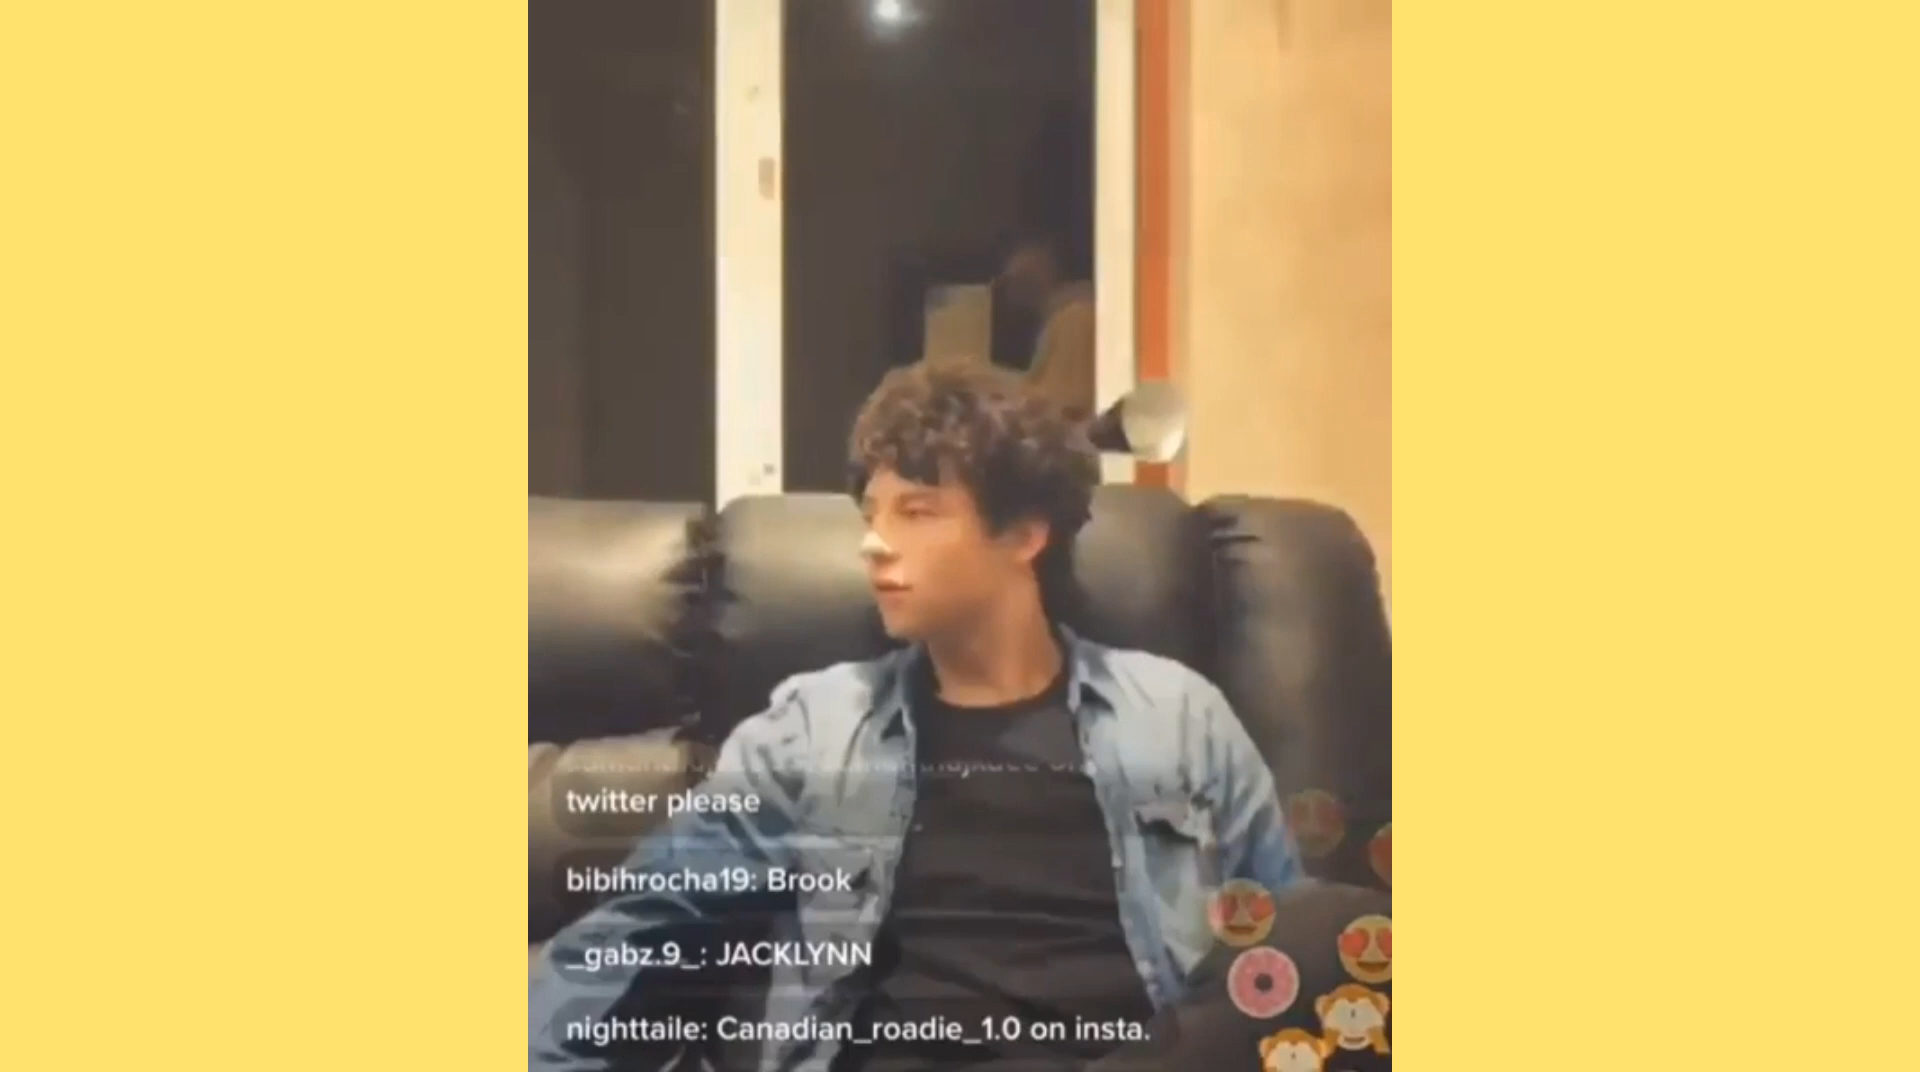 twitter please
bibihrocha19: Brook
_gabz.9_: JACKLYNN
nighttaile: Canadian_roadie_1.0 on insta.